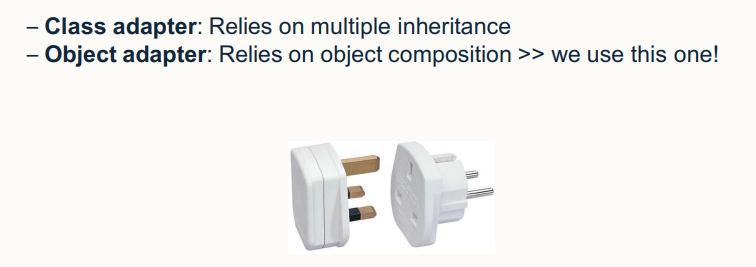 – Class adapter: Relies on multiple inheritance
– Object adapter: Relies on object composition >> we use this one!